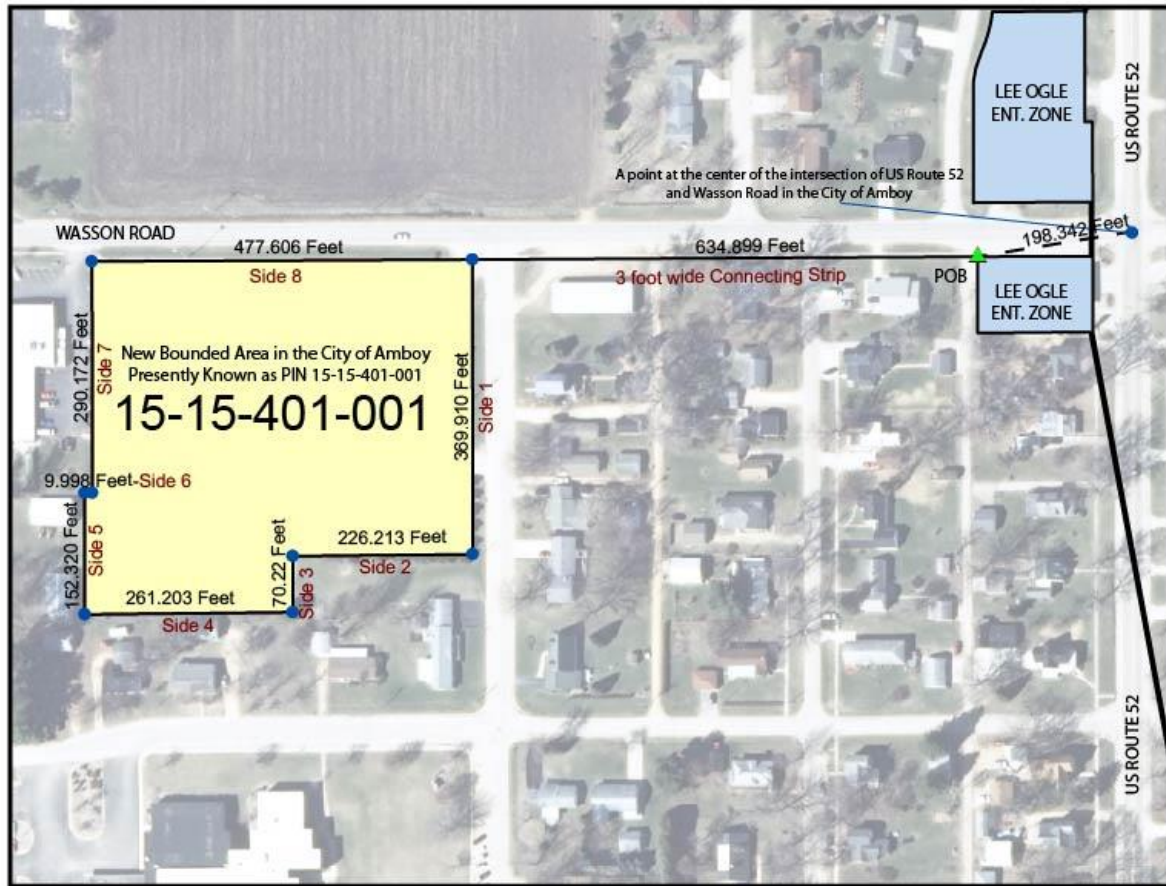 LEE OGLE
ENT. ZONE
US ROUTE 52
A point at the center of the intersection of US Route 52
and Wasson Road in the City of Amboy
WASSON ROAD
477.606 Feet
634.899 Feet
198.342 Feet
Side 8
3 foot wide Connecting Strip
POB
LEE OGLE
ENT. ZONE
290.172 Feet
Side 7
New Bounded Area in the City of Amboy
Presently Known as PIN 15-15-401-001
15-15-401-001
369.910 Feet
Side 1
9.998 Feet-Side 6
152.320 Feet
Side 5
226.213 Feet
Side 2
70.22 Feet
Side 3
261.203 Feet
Side 4
US ROUTE 52